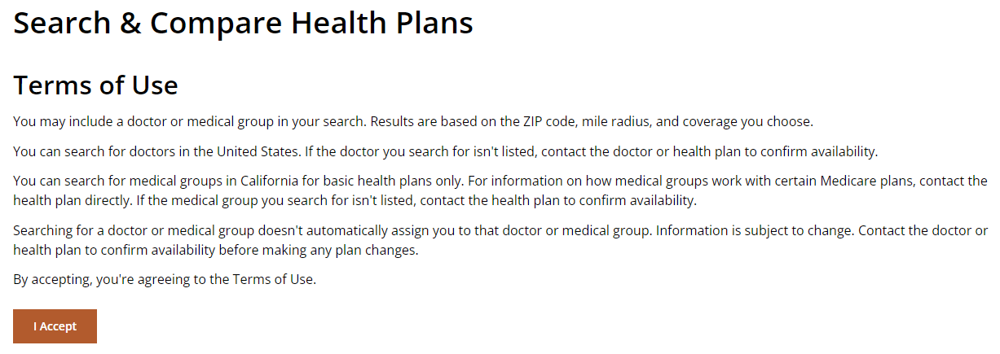 Search & Compare Health Plans
Terms of Use
You may include a doctor or medical group in your search. Results are based on the ZIP code, mile radius, and coverage you choose.
You can search for doctors in the United States. If the doctor you search for isn't listed, contact the doctor or health plan to confirm availability.
You can search for medical groups in California for basic health plans only. For information on how medical groups work with certain Medicare plans, contact the
health plan directly. If the medical group you search for isn't listed, contact the health plan to confirm availability.
Searching for a doctor or medical group doesn't automatically assign you to that doctor or medical group. Information is subject to change. Contact the doctor or
health plan to confirm availability before making any plan changes.
By accepting, you're agreeing to the Terms of Use.
I Accept